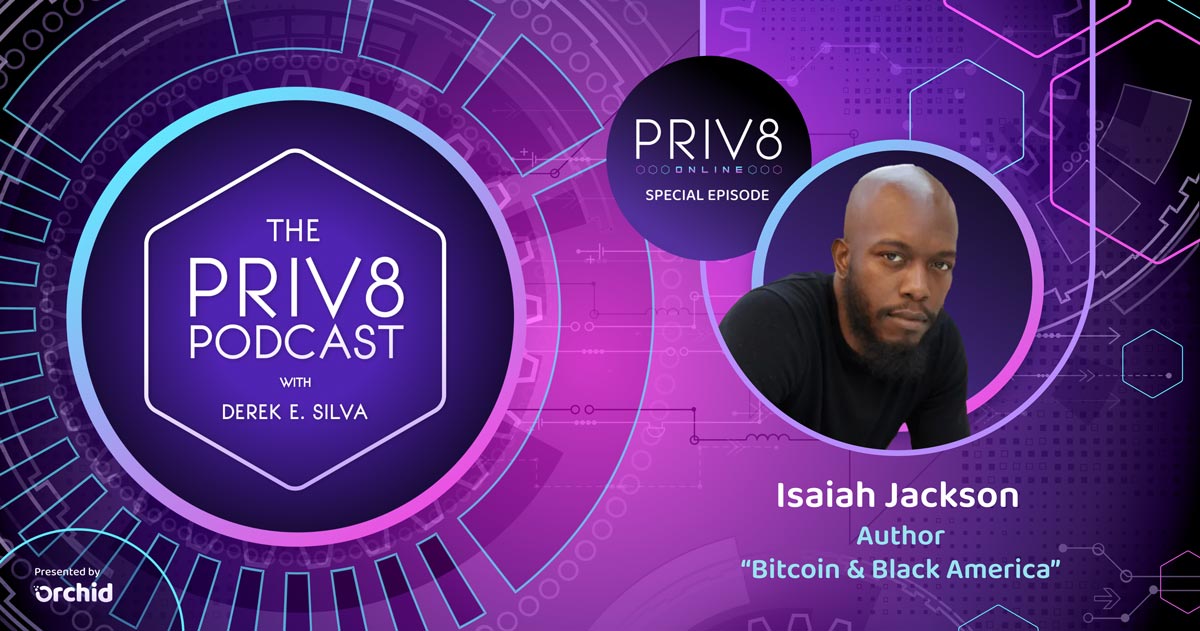 THE
PRIV8
PODCAST
WITH
DEREK E. SILVA
PRIV8
ONLINE
SPECIAL EPISODE
Isaiah Jackson
Author
“Bitcoin & Black America”
Presented by
Orchid